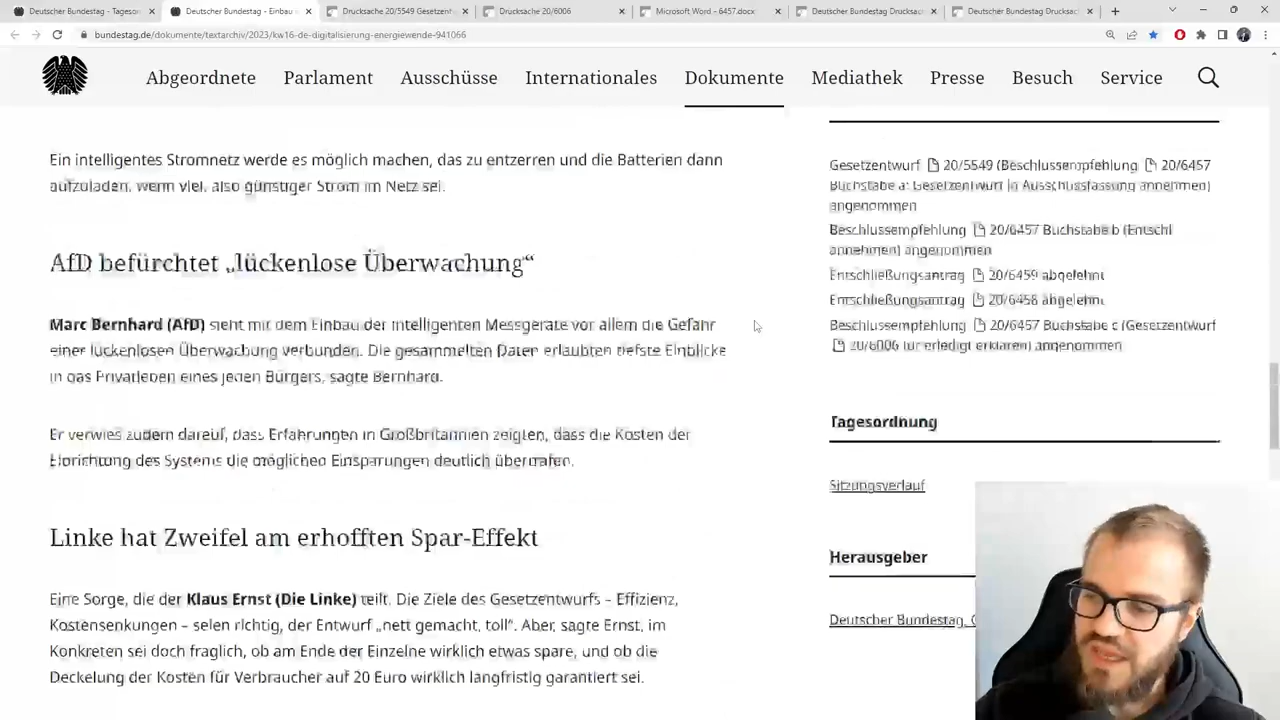 Deutscher Bundestag - Tagesor
Deutscher Bundestag - Einbau v
Drucksache 20/5549 Gesetzenh
Drucksache 20/6006
Microsoft Word - 6457.docx
Deutscher Bundestag Drucksac
Deutscher Bundestag Drucksac
bundestag.de/dokumente/textarchiv/2023/kw16-de-digitalisierung-energiewende-941066
Abgeordnete Parlament Ausschüsse Internationales Dokumente Mediathek Presse Besuch Service
Ein intelligentes Stromnetz werde es möglich machen, das zu entzerren und die Batterien dann
aufzuladen, wenn viel, also günstiger Strom im Netz sei.
AfD befürchtet „lückenlose Überwachung“
Marc Bernhard (AfD) sieht mit dem Einbau der intelligenten Messgeräte vor allem die Gefahr
einer lückenlosen Überwachung verbunden. Die gesammelten Daten erlaubten tiefste Einblicke
in das Privatleben eines jeden Bürgers, sagte Bernhard.
Er verwies zudem darauf, dass Erfahrungen in Großbritannien zeigten, dass die Kosten der
Einrichtung des Systems die möglichen Einsparungen deutlich überträfen.
Linke hat Zweifel am erhofften Spar-Effekt
Eine Sorge, die der Klaus Ernst (Die Linke) teilt. Die Ziele des Gesetzentwurfs – Effizienz,
Kostensenkungen – seien richtig, der Entwurf „nett gemacht, toll“. Aber, sagte Ernst, im
Konkreten sei doch fraglich, ob am Ende der Einzelne wirklich etwas spare, und ob die
Deckelung der Kosten für Verbraucher auf 20 Euro wirklich langfristig garantiert sei.
Gesetzentwurf 20/5549 (Beschlussempfehlung 20/6457
Buchstabe a: Gesetzentwurf in Ausschussfassung annehmen)
angenommen
Beschlussempfehlung 20/6457 Buchstabe b (Entschl
annehmen) angenommen
Entschließungsantrag 20/6459 abgelehnt
Entschließungsantrag 20/6458 abgelehnt
Beschlussempfehlung 20/6457 Buchstabe c (Gesetzentwurf
20/6006 für erledigt erklären) angenommen
Tagesordnung
Sitzungsverlauf
Herausgeber
Deutscher Bundestag,